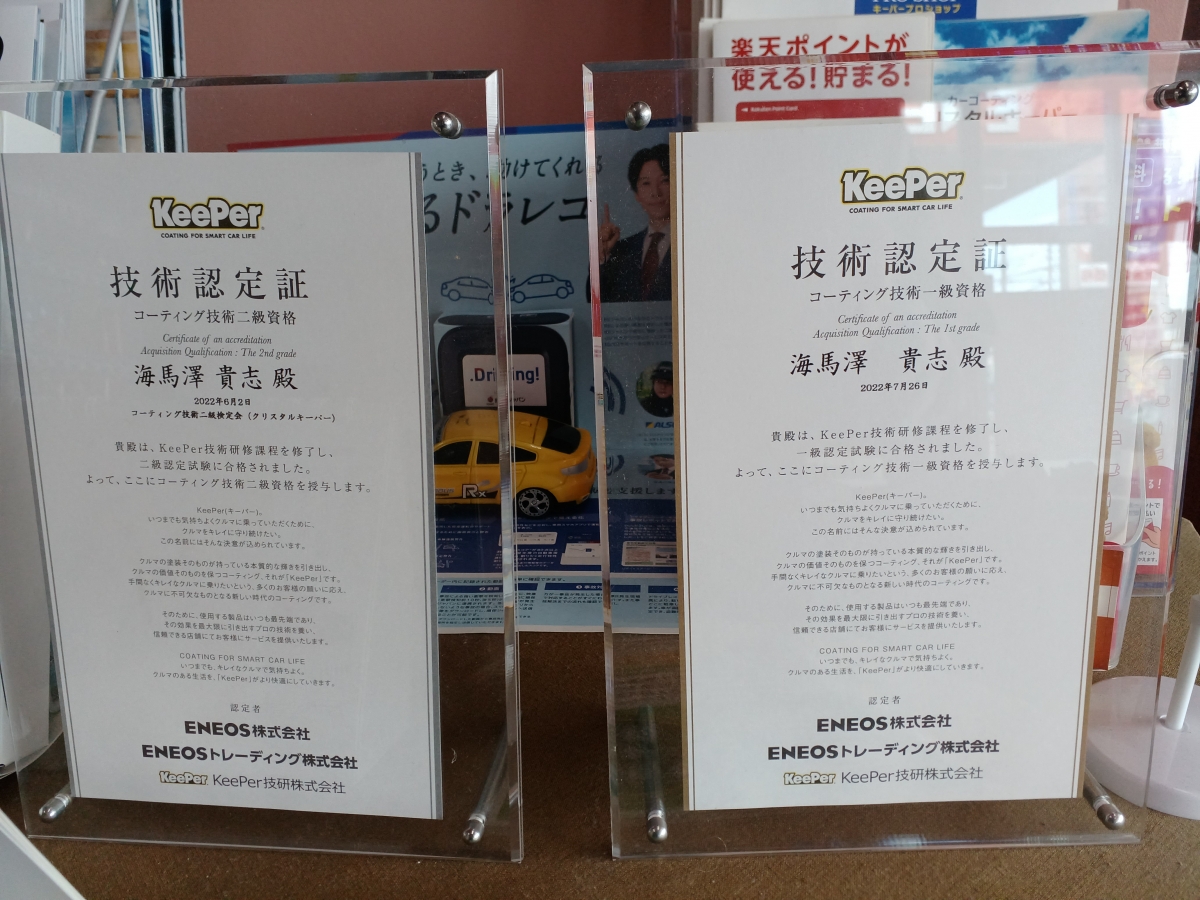 KeePer
COATING FOR SMART CAR LIFE
技術認定証
コーティング技術二級資格
Certificate of an accreditation
Acquisition Qualification : The 2nd grade
海馬澤 貴志 殿
2022年6月2日
コーティング技術二級検定会（クリスタルキーパー）
貴殿は、KeePer技術研修課程を修了し、
二級認定試験に合格されました。
よって、ここにコーティング技術二級資格を授与します。
KeePer(キーパー)。
いつまでも気持ちよくクルマに乗っていただくために、
クルマをキレイに守り続けたい。
この名前にはそんな決意が込められています。
クルマの塗装そのものが持っている本質的な輝きを引き出し、
クルマの価値そのものを保つコーティング、それが「KeePer」です。
手間なくキレイなクルマに乗りたいという、多くのお客様の願いに応え、
クルマに不可欠なものとなる新しい時代のコーティングです。
そのために、使用する製品はいつも最先端であり、
その効果を最大限に引き出すプロの技術を養い、
信頼できる店舗にてお客様にサービスを提供いたします。
COATING FOR SMART CAR LIFE
いつまでも、キレイなクルマで気持ちよく。
クルマのある生活を、「KeePer」がより快適にしていきます。
認定者
ENEOS株式会社
ENEOSトレーディング株式会社
KeePer KeePer技研株式会社
KeePer
COATING FOR SMART CAR LIFE
技術認定証
コーティング技術一級資格
Certificate of an accreditation
Acquisition Qualification : The 1st grade
海馬澤 貴志 殿
2022年7月26日
貴殿は、KeePer技術研修課程を修了し、
一級認定試験に合格されました。
よって、ここにコーティング技術一級資格を授与します。
KeePer(キーパー)。
いつまでも気持ちよくクルマに乗っていただくために、
クルマをキレイに守り続けたい。
この名前にはそんな決意が込められています。
クルマの塗装そのものが持っている本質的な輝きを引き出し、
クルマの価値そのものを保つコーティング、それが「KeePer」です。
手間なくキレイなクルマに乗りたいという、多くのお客様の願いに応え、
クルマに不可欠なものとなる新しい時代のコーティングです。
そのために、使用する製品はいつも最先端であり、
その効果を最大限に引き出すプロの技術を養い、
信頼できる店舗にてお客様にサービスを提供いたします。
COATING FOR SMART CAR LIFE
いつまでも、キレイなクルマで気持ちよく。
クルマのある生活を、「KeePer」がより快適にしていきます。
認定者
ENEOS株式会社
ENEOSトレーディング株式会社
KeePer KeePer技研株式会社
キーパープロショップ
楽天ポイントが
使える!貯まる!
Rakuten Point Card
とき、
けてくれ
ドラレコ
.Driving!
R-x